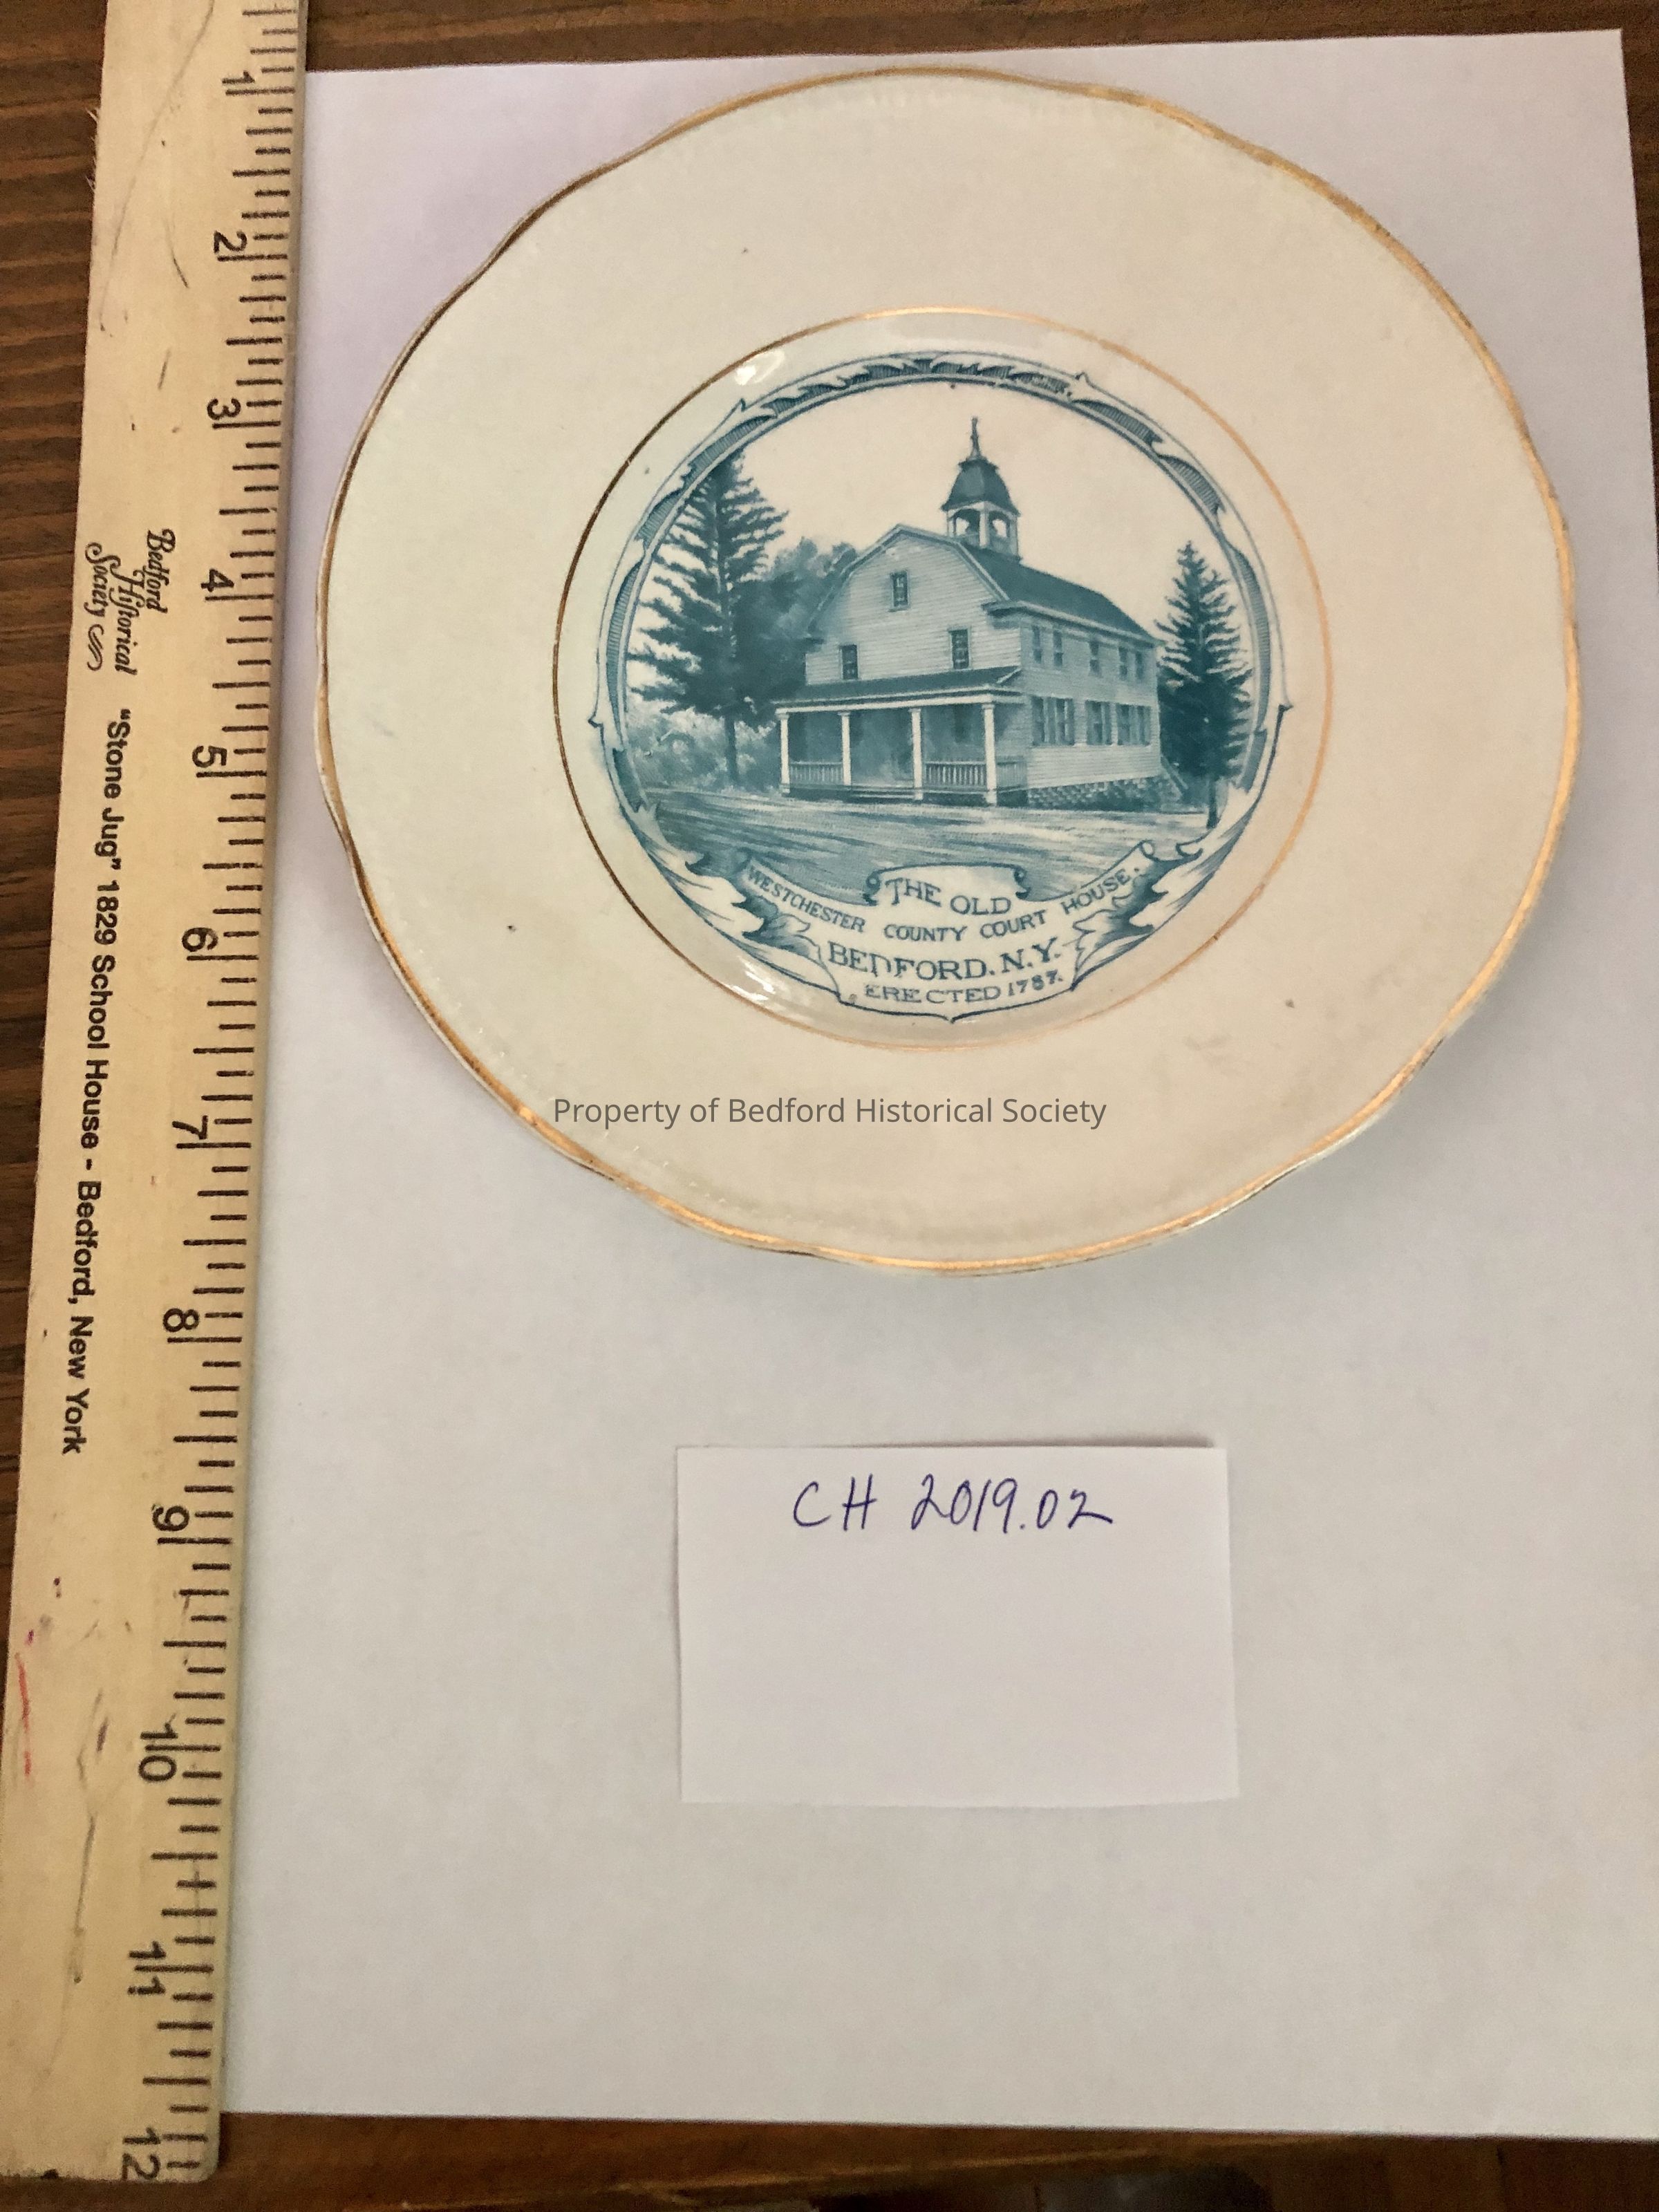 1
2
3
4
5
6
7
8
9
10
11
12
Bedford
Historical
Society
"Stone Jug" 1829 School House - Bedford, New York
THE OLD
WESTCHESTER COUNTY COURT HOUSE.
BEDFORD. N.Y.
ERECTED 1787.
Property of Bedford Historical Society
CH 2019.02